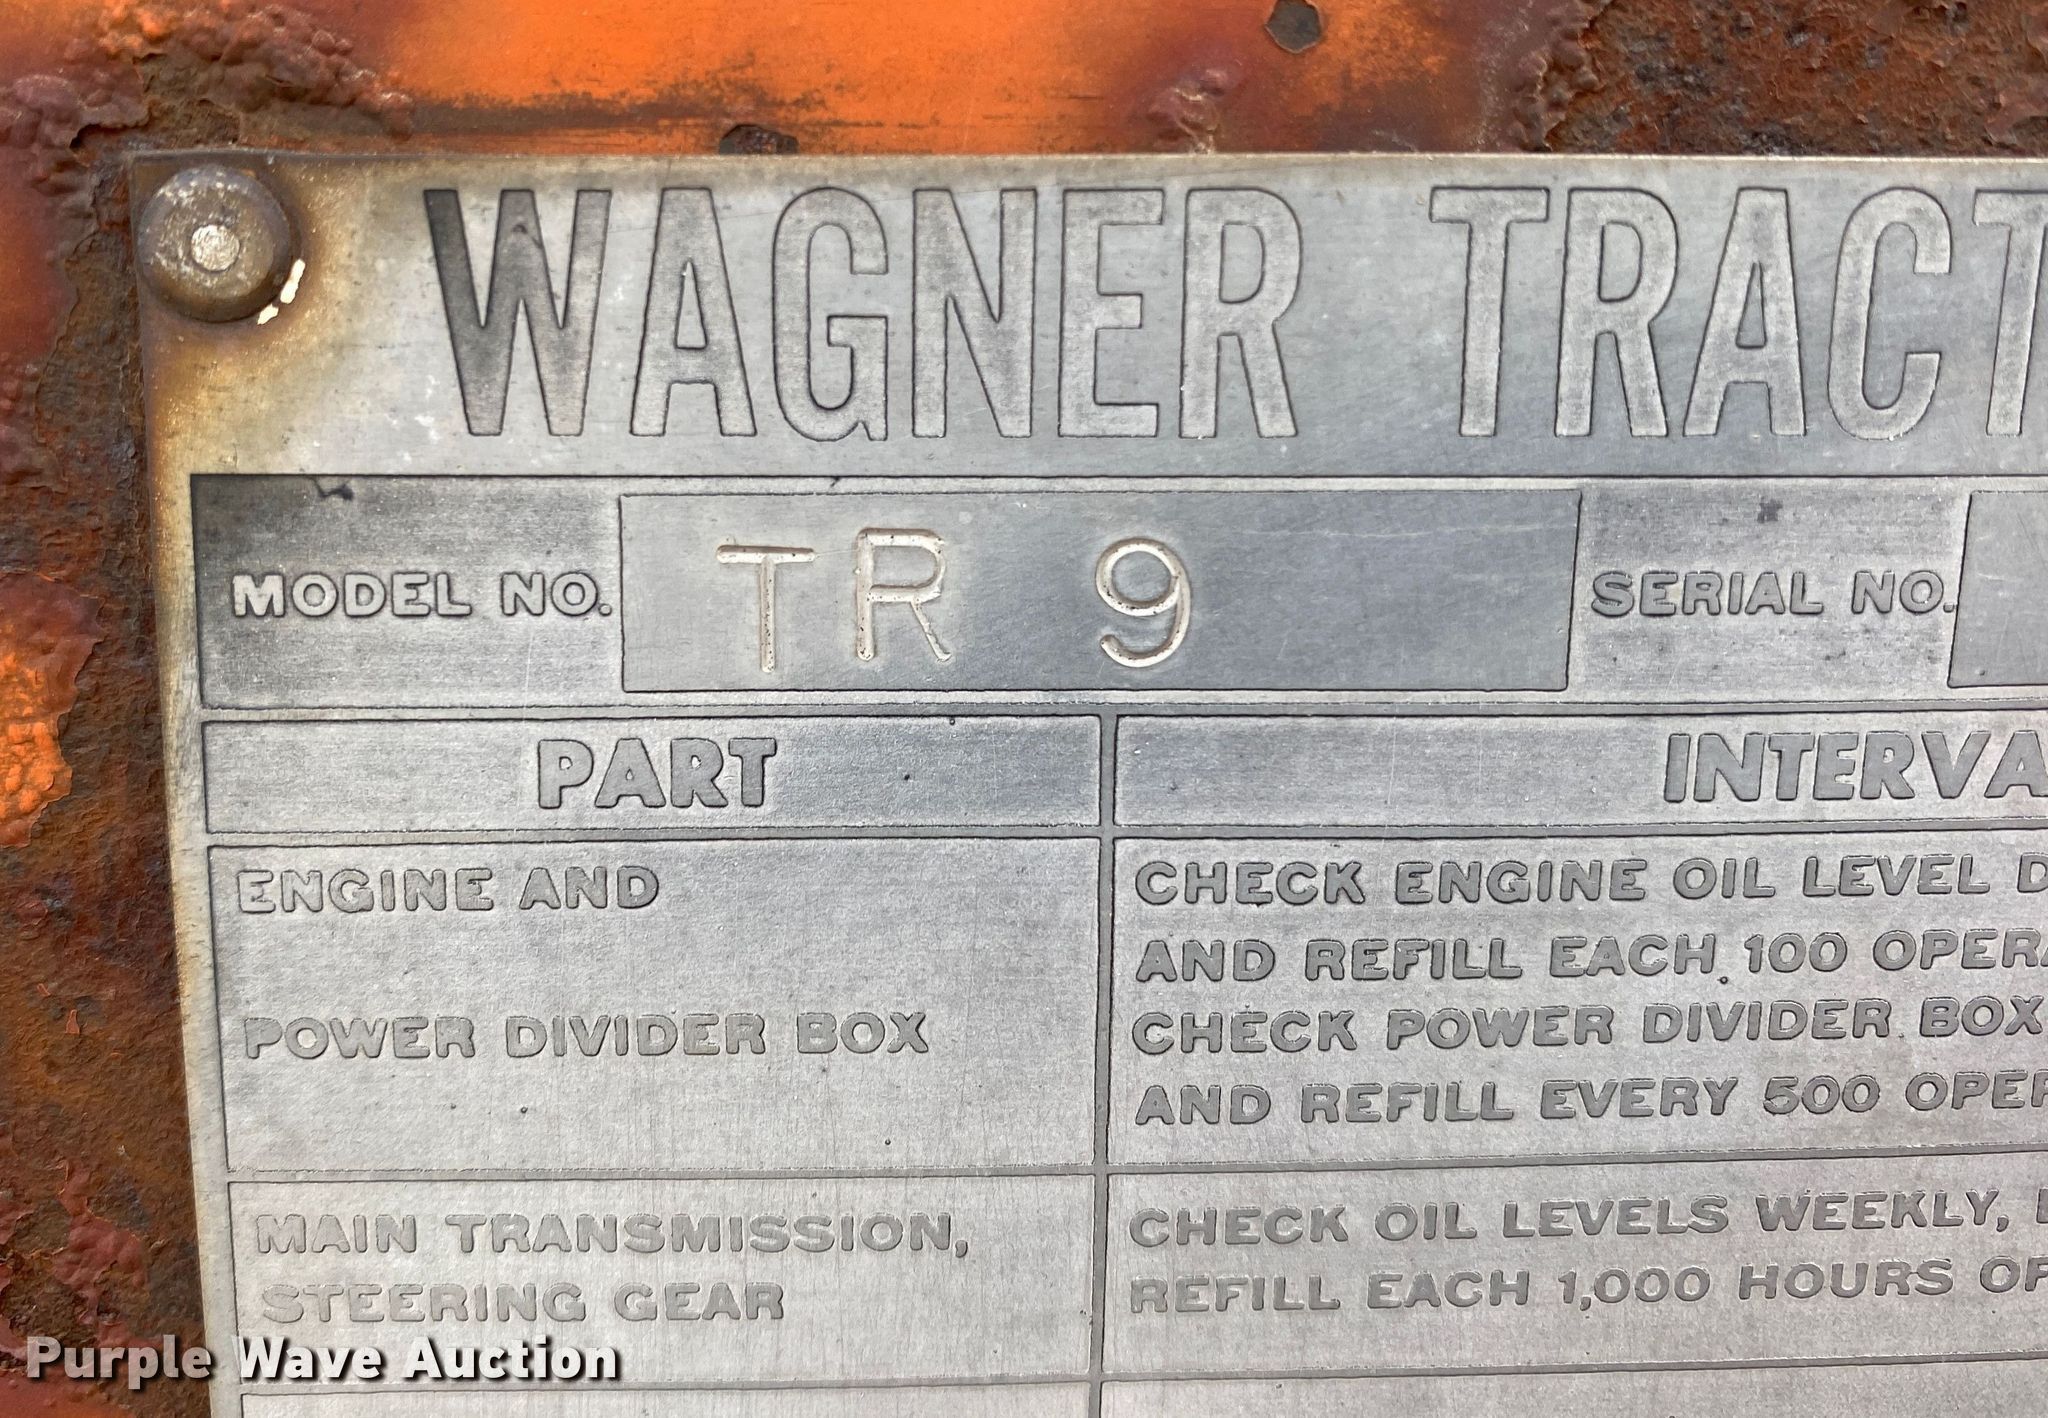 WAGNER TRACT
MODEL NO. TR 9 SERIAL NO.
PART INTERVA
ENGINE AND
POWER DIVIDER BOX
CHECK ENGINE OIL LEVEL D
AND REFILL EACH 100 OPERA
CHECK POWER DIVIDER BOX
AND REFILL EVERY 500 OPER
MAIN TRANSMISSION,
STEERING GEAR
CHECK OIL LEVELS WEEKLY,
REFILL EACH 1,000 HOURS OF
Purple Wave Auction